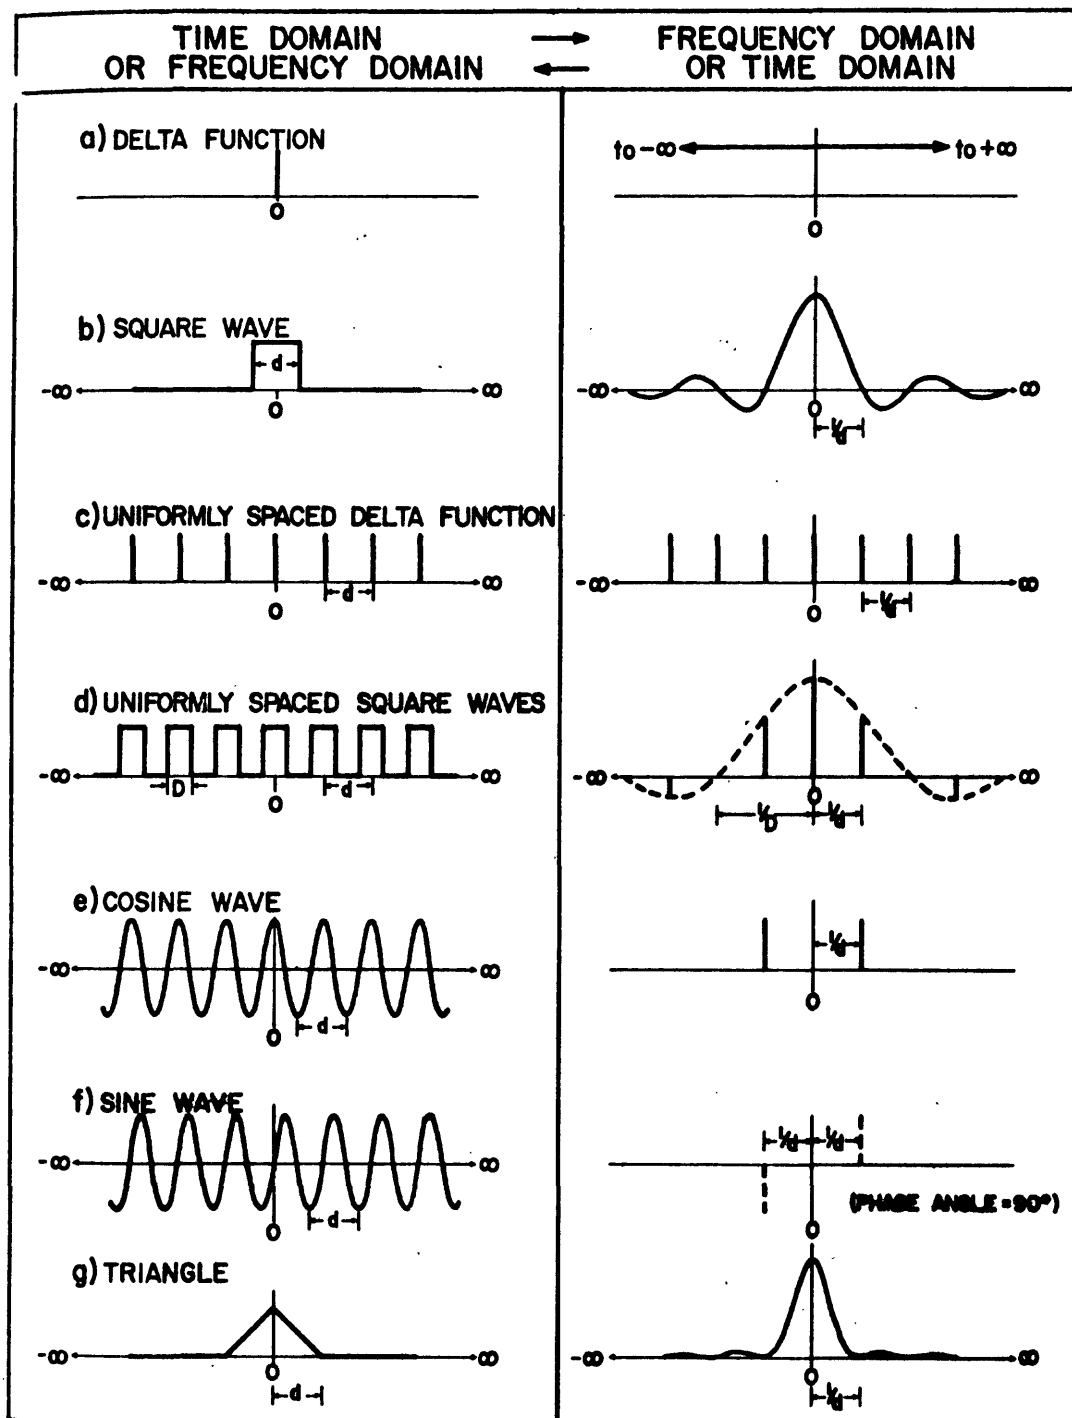 TIME DOMAIN → FREQUENCY DOMAIN
OR FREQUENCY DOMAIN ← OR TIME DOMAIN
a) DELTA FUNCTION
to -∞ to +∞
0
0
b) SQUARE WAVE
d
-∞ ∞
0
-∞ ∞
0
1/d
c) UNIFORMLY SPACED DELTA FUNCTION
-∞ ∞
d
0
-∞ ∞
1/d
0
d) UNIFORMLY SPACED SQUARE WAVES
-∞ ∞
D d
0
-∞ ∞
0
1/D 1/d
e) COSINE WAVE
-∞ ∞
d
0
1/d
0
f) SINE WAVE
-∞ ∞
d
0
1/d 1/d
(PHASE ANGLE = 90°)
0
g) TRIANGLE
-∞ ∞
0
d
-∞ ∞
0
1/d